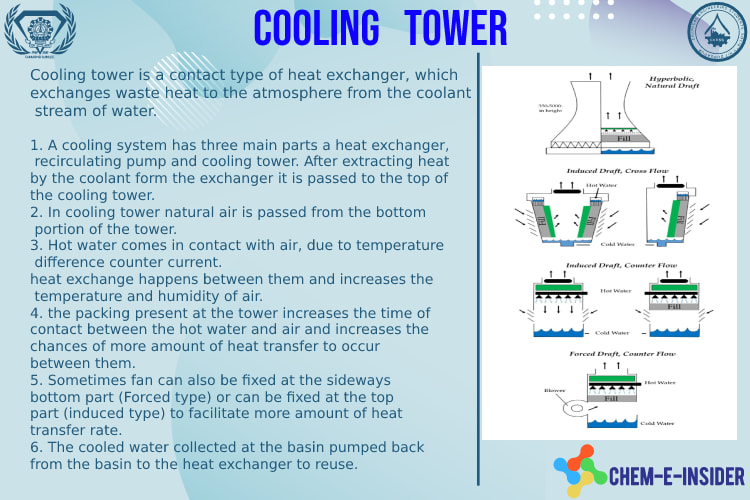 COOLING TOWER
Cooling tower is a contact type of heat exchanger, which
exchanges waste heat to the atmosphere from the coolant
stream of water.
1. A cooling system has three main parts a heat exchanger,
recirculating pump and cooling tower. After extracting heat
by the coolant form the exchanger it is passed to the top of
the cooling tower.
2. In cooling tower natural air is passed from the bottom
portion of the tower.
3. Hot water comes in contact with air, due to temperature
difference counter current.
heat exchange happens between them and increases the
temperature and humidity of air.
4. the packing present at the tower increases the time of
contact between the hot water and air and increases the
chances of more amount of heat transfer to occur
between them.
5. Sometimes fan can also be fixed at the sideways
bottom part (Forced type) or can be fixed at the top
part (induced type) to facilitate more amount of heat
transfer rate.
6. The cooled water collected at the basin pumped back
from the basin to the heat exchanger to reuse.
Hyperbolic,
Natural Draft
in height
Fill
Induced Draft, Cross Flow
Hot Water
Cold Water
Induced Draft, Counter Flow
Hot Water
Fill
Cold Water
Forced Draft, Counter Flow
Hot Water
Blower
Fill
Cold Water
CHEM-E-INSIDER